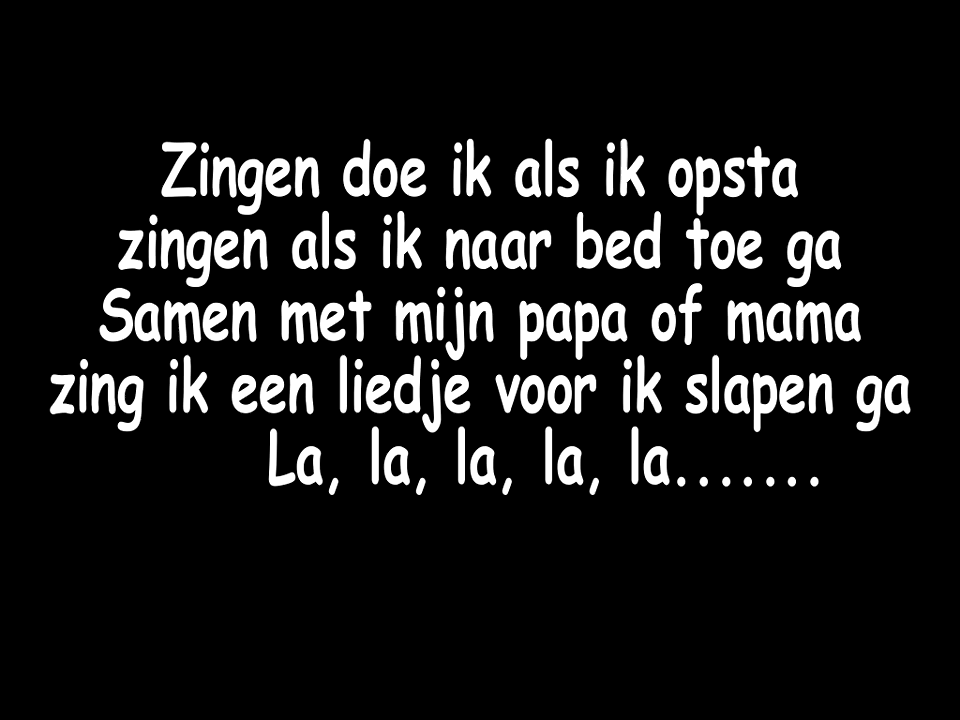 Zingen doe ik als ik opsta
zingen als ik naar bed toe ga
Samen met mijn papa of mama
zing ik een liedje voor ik slapen ga
La, la, la, la, la.......